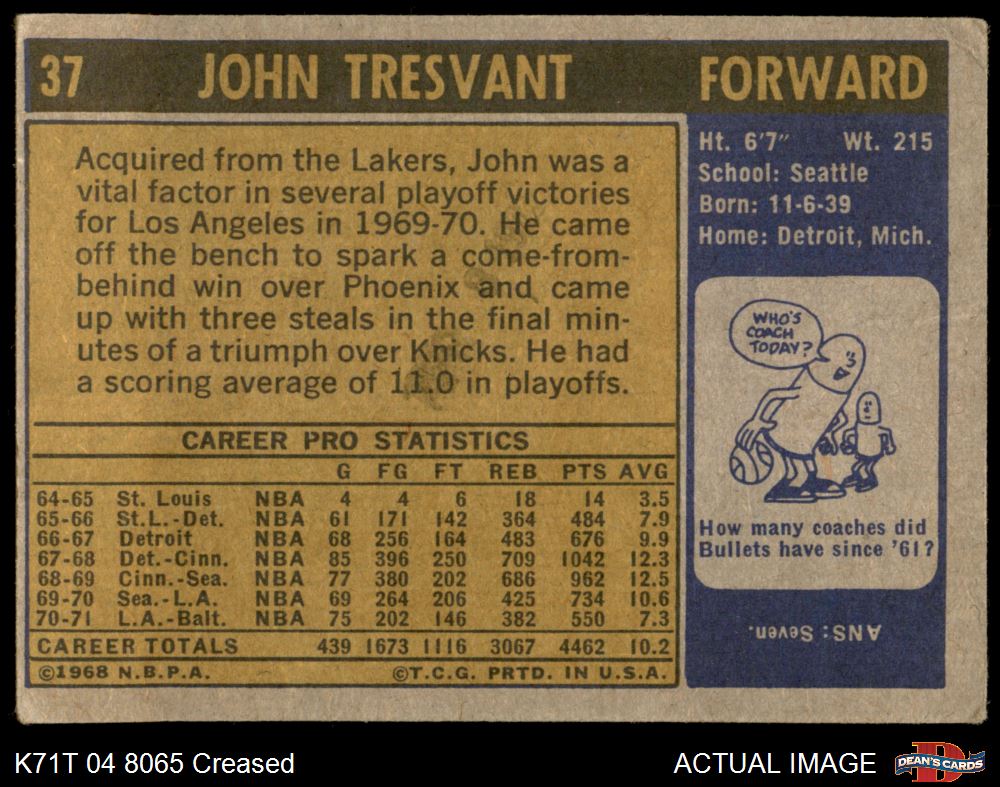 37 JOHN TRESVANT FORWARD
Acquired from the Lakers, John was a
vital factor in several playoff victories
for Los Angeles in 1969-70. He came
off the bench to spark a come-from-
behind win over Phoenix and came
up with three steals in the final min-
utes of a triumph over Knicks. He had
a scoring average of 11.0 in playoffs.
CAREER PRO STATISTICS
G FG FT REB PTS AVG
64-65 St. Louis NBA 4 4 6 18 14 3.5
65-66 St.L.-Det. NBA 61 171 142 364 484 7.9
66-67 Detroit NBA 68 256 164 483 676 9.9
67-68 Det.-Cinn. NBA 85 396 250 709 1042 12.3
68-69 Cinn.-Sea. NBA 77 380 202 686 962 12.5
69-70 Sea.-L.A. NBA 69 264 206 425 734 10.6
70-71 L.A.-Balt. NBA 75 202 146 382 550 7.3
CAREER TOTALS 439 1673 1116 3067 4462 10.2
©1968 N.B.P.A. ©T.C.G. PRTD. IN U.S.A.
Ht. 6'7" Wt. 215
School: Seattle
Born: 11-6-39
Home: Detroit, Mich.
WHO'S
COACH
TODAY?
How many coaches did
Bullets have since '61?
ANS: Seven.
K71T 04 8065 Creased
ACTUAL IMAGE
DEAN'S CARDS